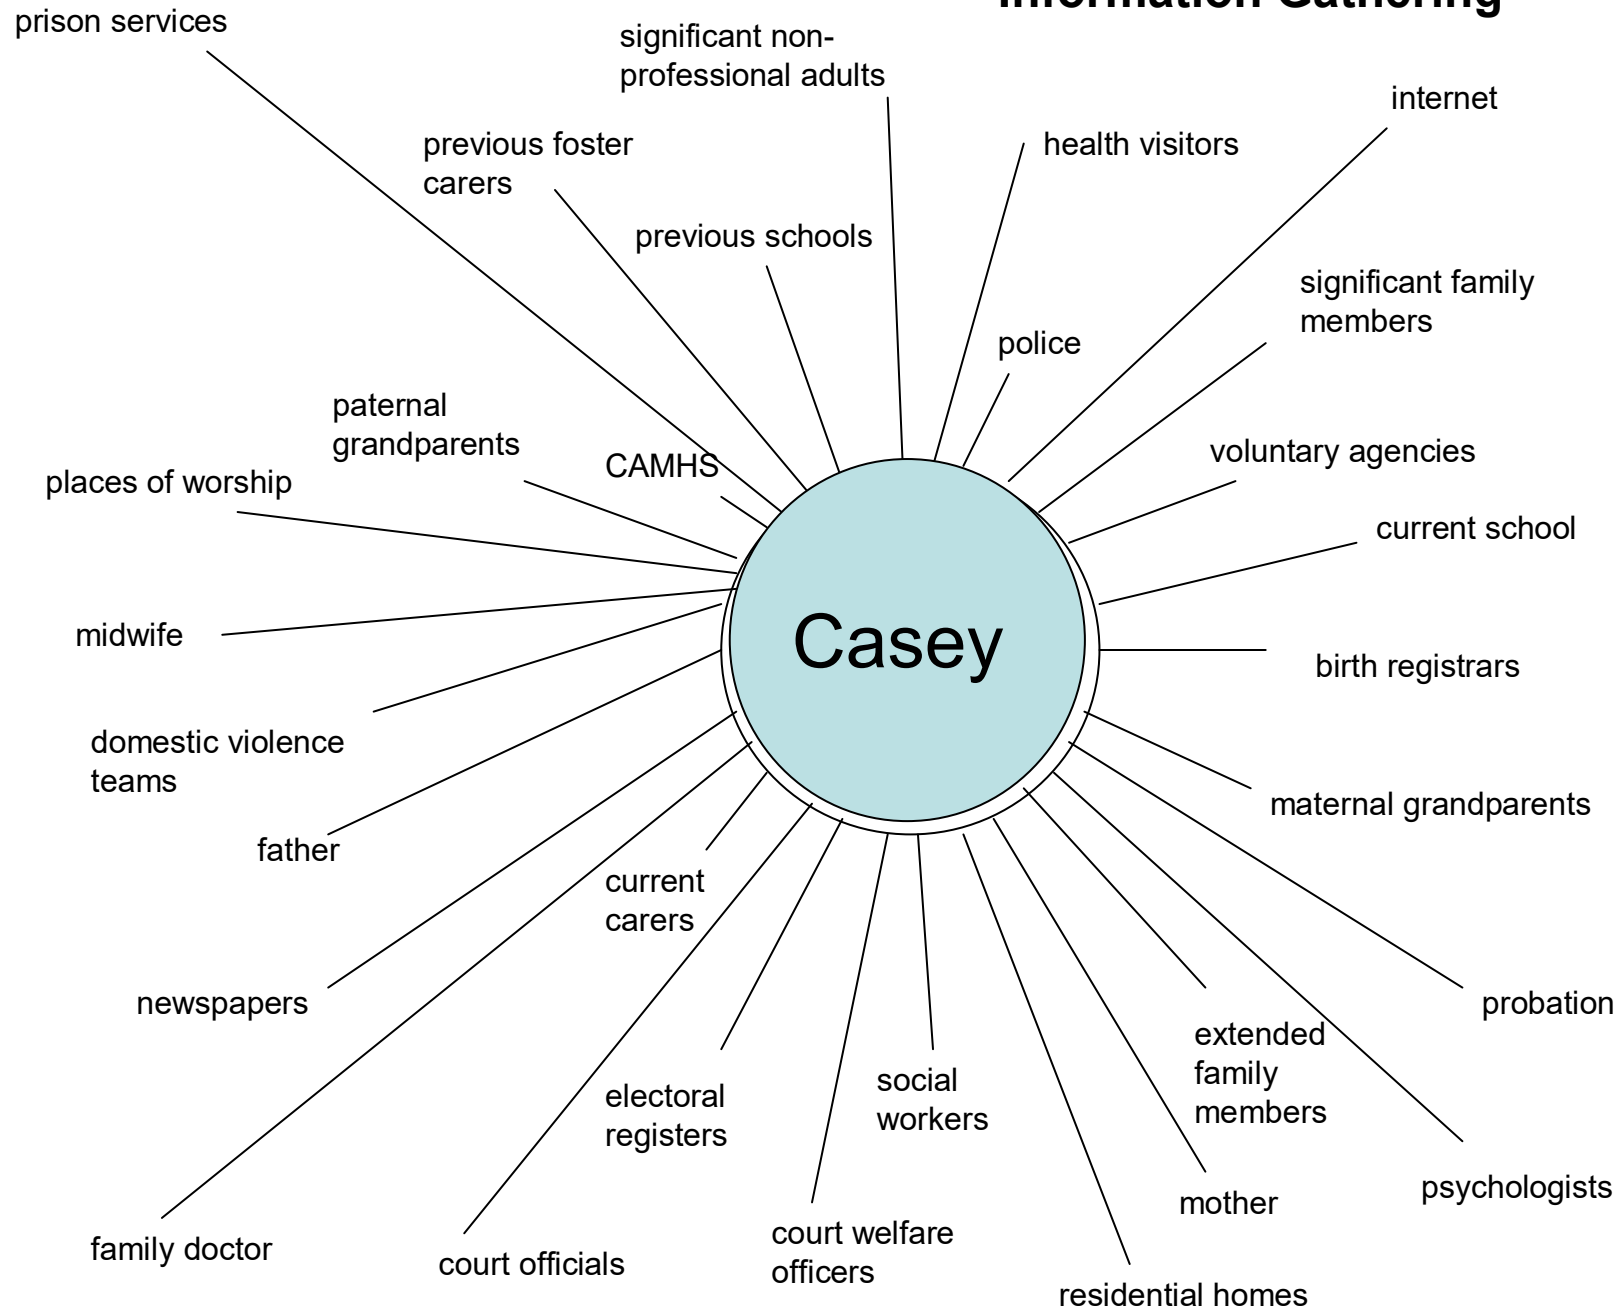 Information Gathering
prison services
significant non-
professional adults
internet
previous foster
carers
health visitors
previous schools
significant family
members
police
paternal
grandparents
CAMHS
voluntary agencies
places of worship
current school
Casey
midwife
birth registrars
domestic violence
teams
maternal grandparents
father
current
carers
newspapers
probation
extended
family
members
social
workers
electoral
registers
psychologists
mother
court welfare
officers
family doctor
court officials
residential homes